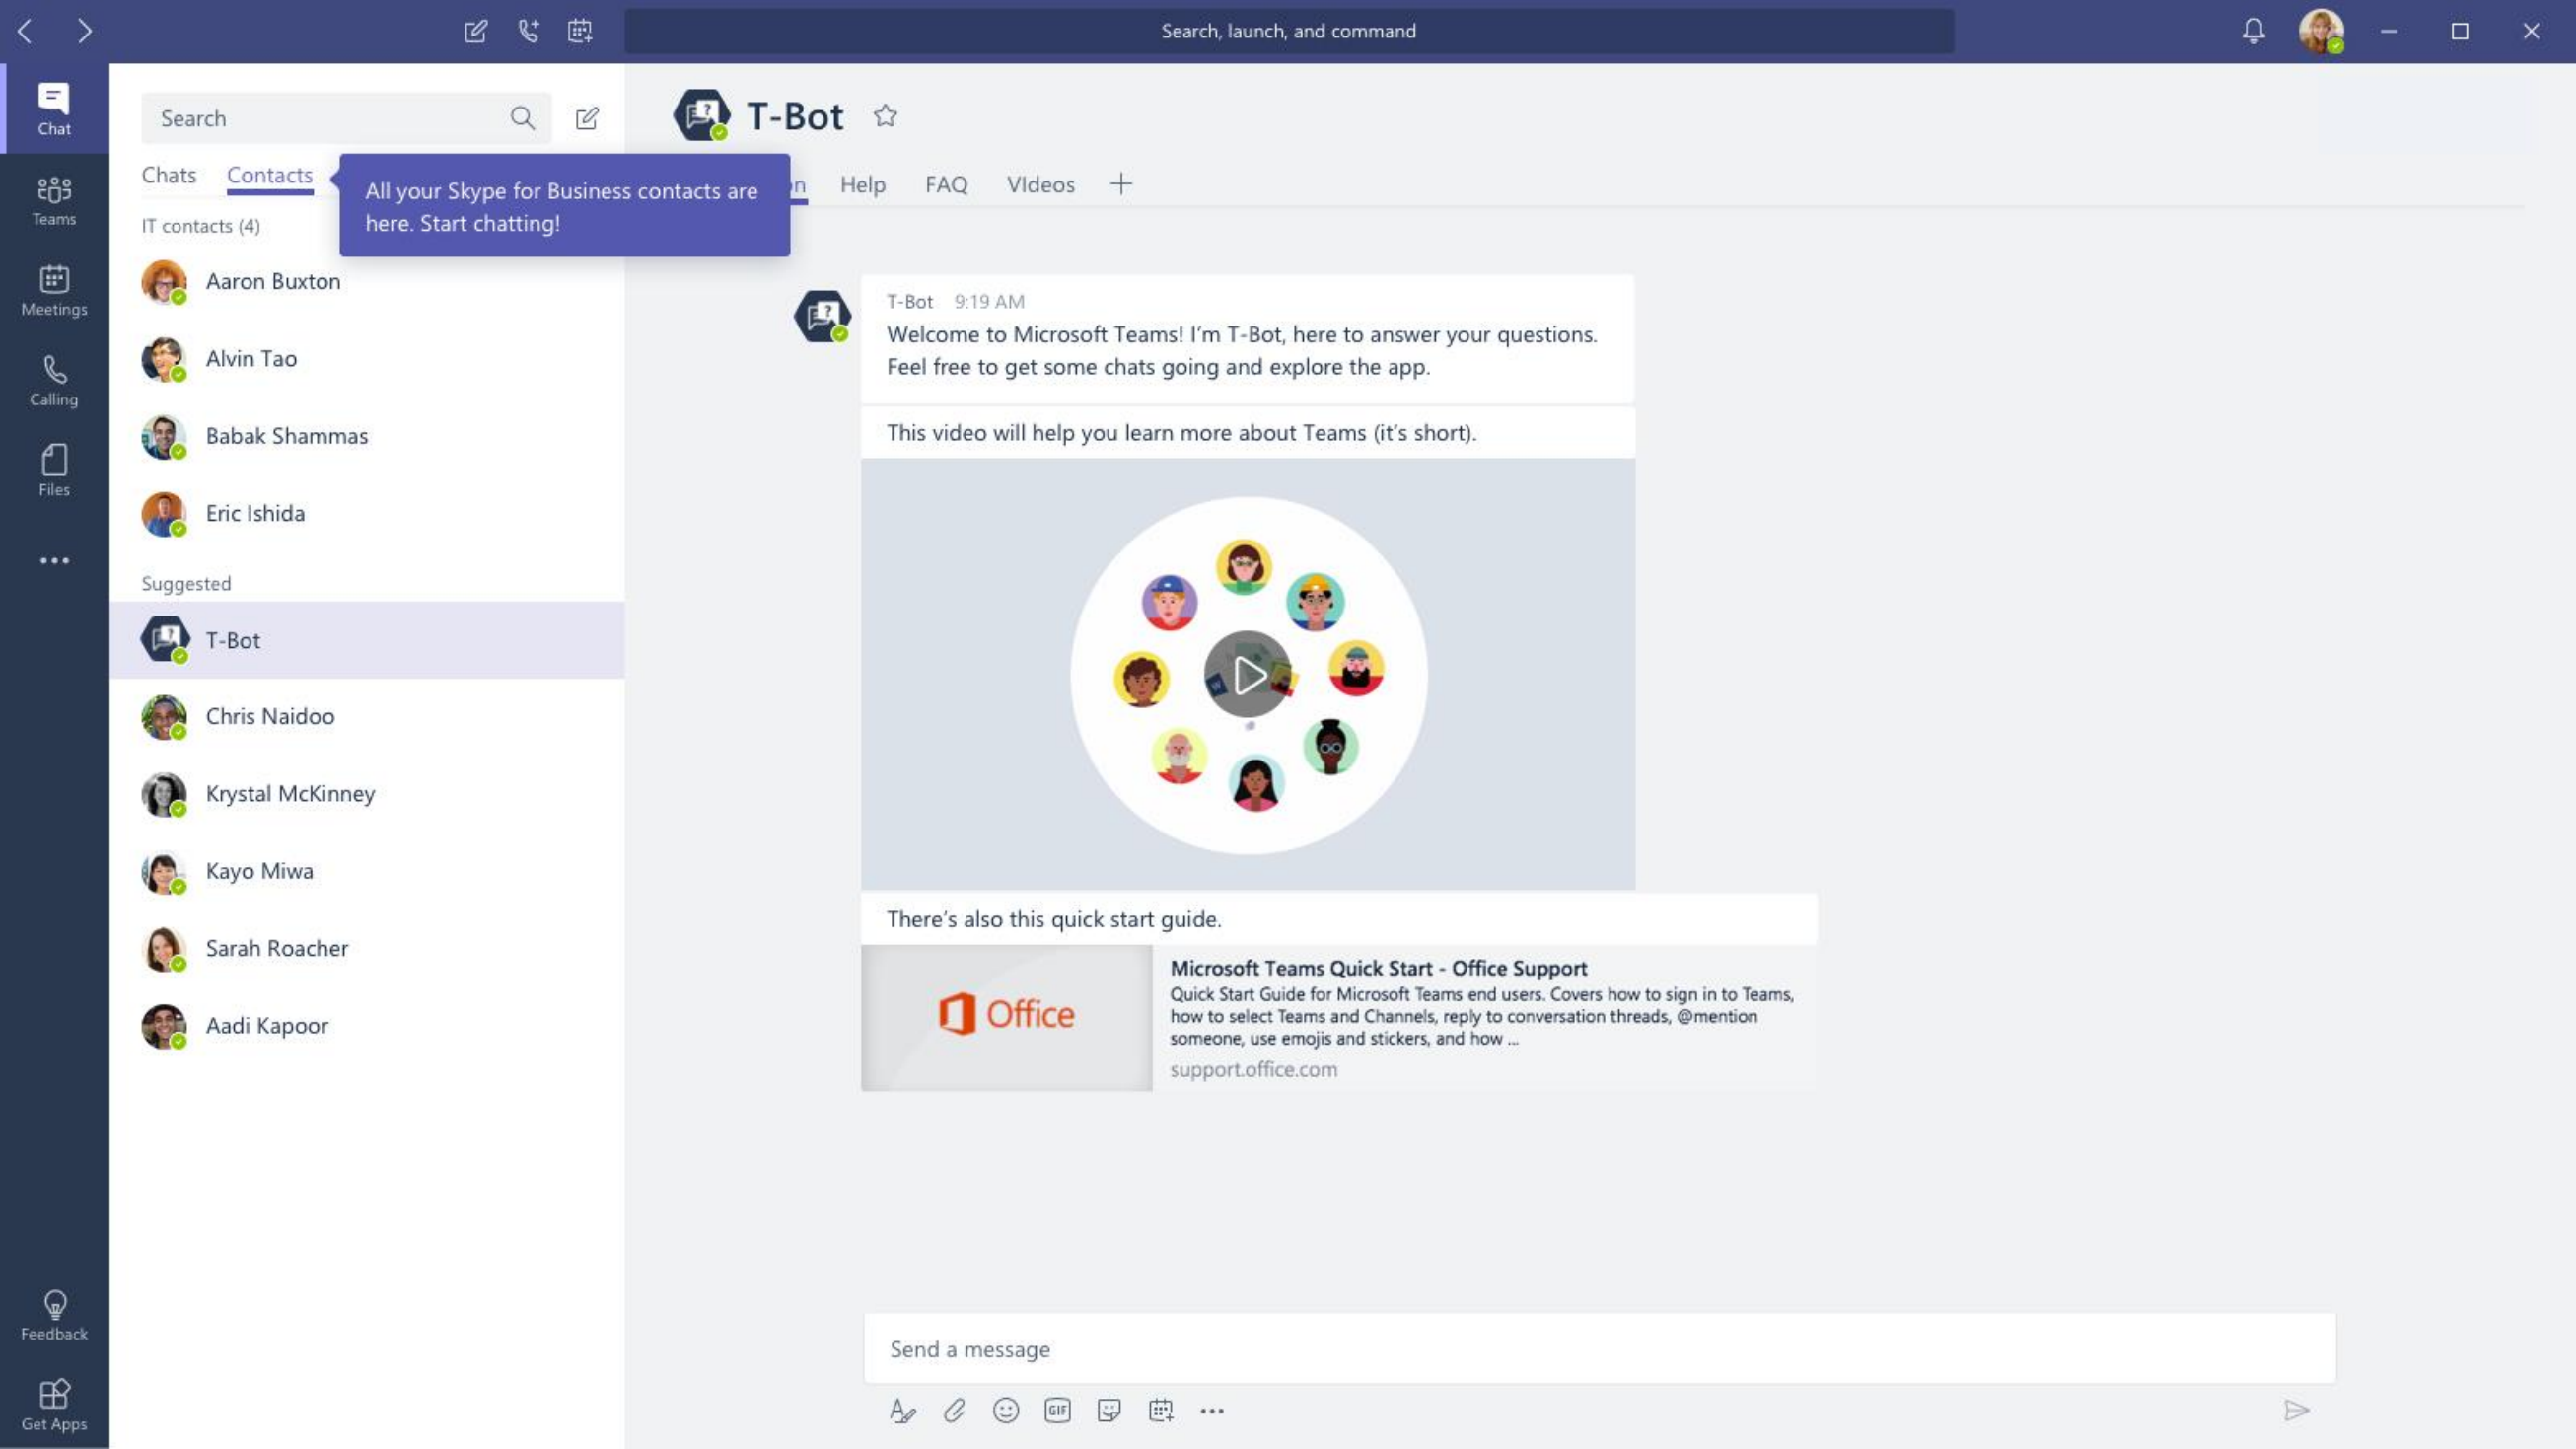 Search, launch, and command
Chat
Teams
Meetings
Calling
Files
Feedback
Get Apps
Search
Chats Contacts
All your Skype for Business contacts are
here. Start chatting!
IT contacts (4)
Aaron Buxton
Alvin Tao
Babak Shammas
Eric Ishida
Suggested
T-Bot
Chris Naidoo
Krystal McKinney
Kayo Miwa
Sarah Roacher
Aadi Kapoor
T-Bot
Help FAQ VIdeos
T-Bot 9:19 AM
Welcome to Microsoft Teams! I'm T-Bot, here to answer your questions.
Feel free to get some chats going and explore the app.
This video will help you learn more about Teams (it's short).
There's also this quick start guide.
Office
Microsoft Teams Quick Start - Office Support
Quick Start Guide for Microsoft Teams end users. Covers how to sign in to Teams,
how to select Teams and Channels, reply to conversation threads, @mention
someone, use emojis and stickers, and how ...
support.office.com
Send a message
GIF